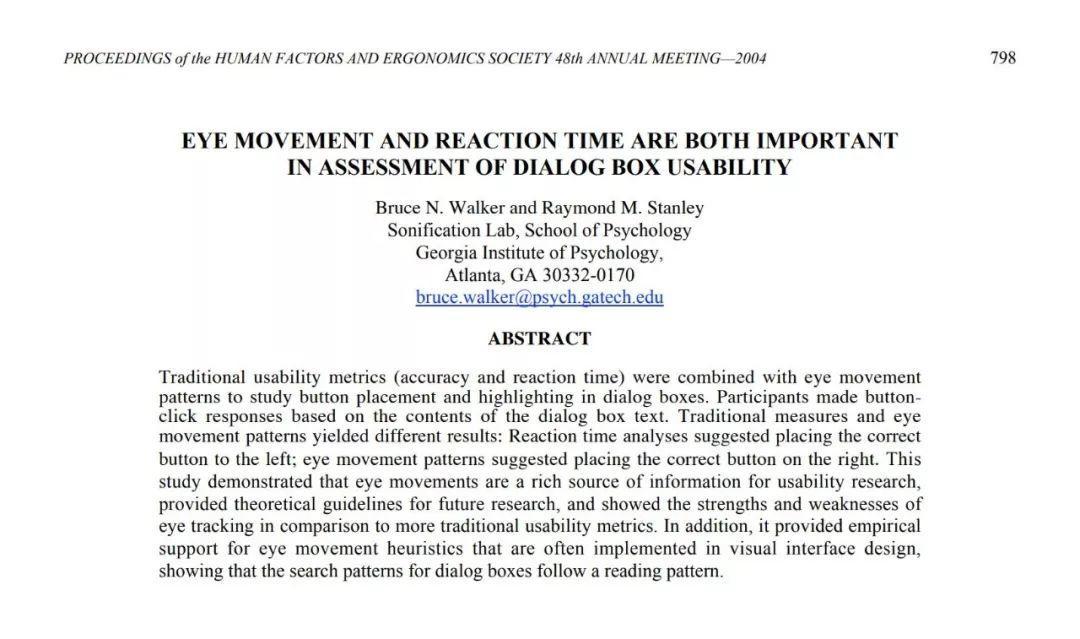 PROCEEDINGS of the HUMAN FACTORS AND ERGONOMICS SOCIETY 48th ANNUAL MEETING—2004 798
EYE MOVEMENT AND REACTION TIME ARE BOTH IMPORTANT
IN ASSESSMENT OF DIALOG BOX USABILITY
Bruce N. Walker and Raymond M. Stanley
Sonification Lab, School of Psychology
Georgia Institute of Psychology,
Atlanta, GA 30332-0170
bruce.walker@psych.gatech.edu
ABSTRACT
Traditional usability metrics (accuracy and reaction time) were combined with eye movement
patterns to study button placement and highlighting in dialog boxes. Participants made button-
click responses based on the contents of the dialog box text. Traditional measures and eye
movement patterns yielded different results: Reaction time analyses suggested placing the correct
button to the left; eye movement patterns suggested placing the correct button on the right. This
study demonstrated that eye movements are a rich source of information for usability research,
provided theoretical guidelines for future research, and showed the strengths and weaknesses of
eye tracking in comparison to more traditional usability metrics. In addition, it provided empirical
support for eye movement heuristics that are often implemented in visual interface design,
showing that the search patterns for dialog boxes follow a reading pattern.